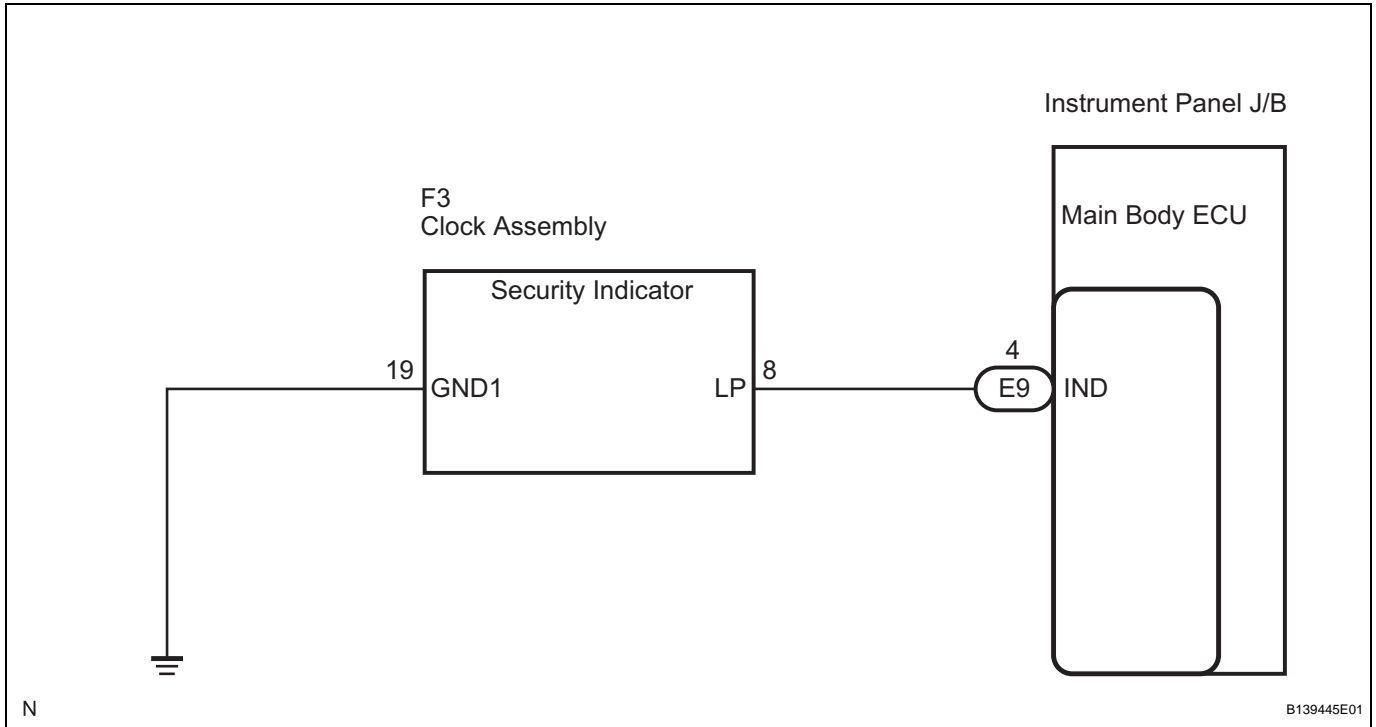 Instrument Panel J/B
Main Body ECU
F3
Clock Assembly
Security Indicator
19
GND1
LP
8
4
E9
IND
N
B139445E01